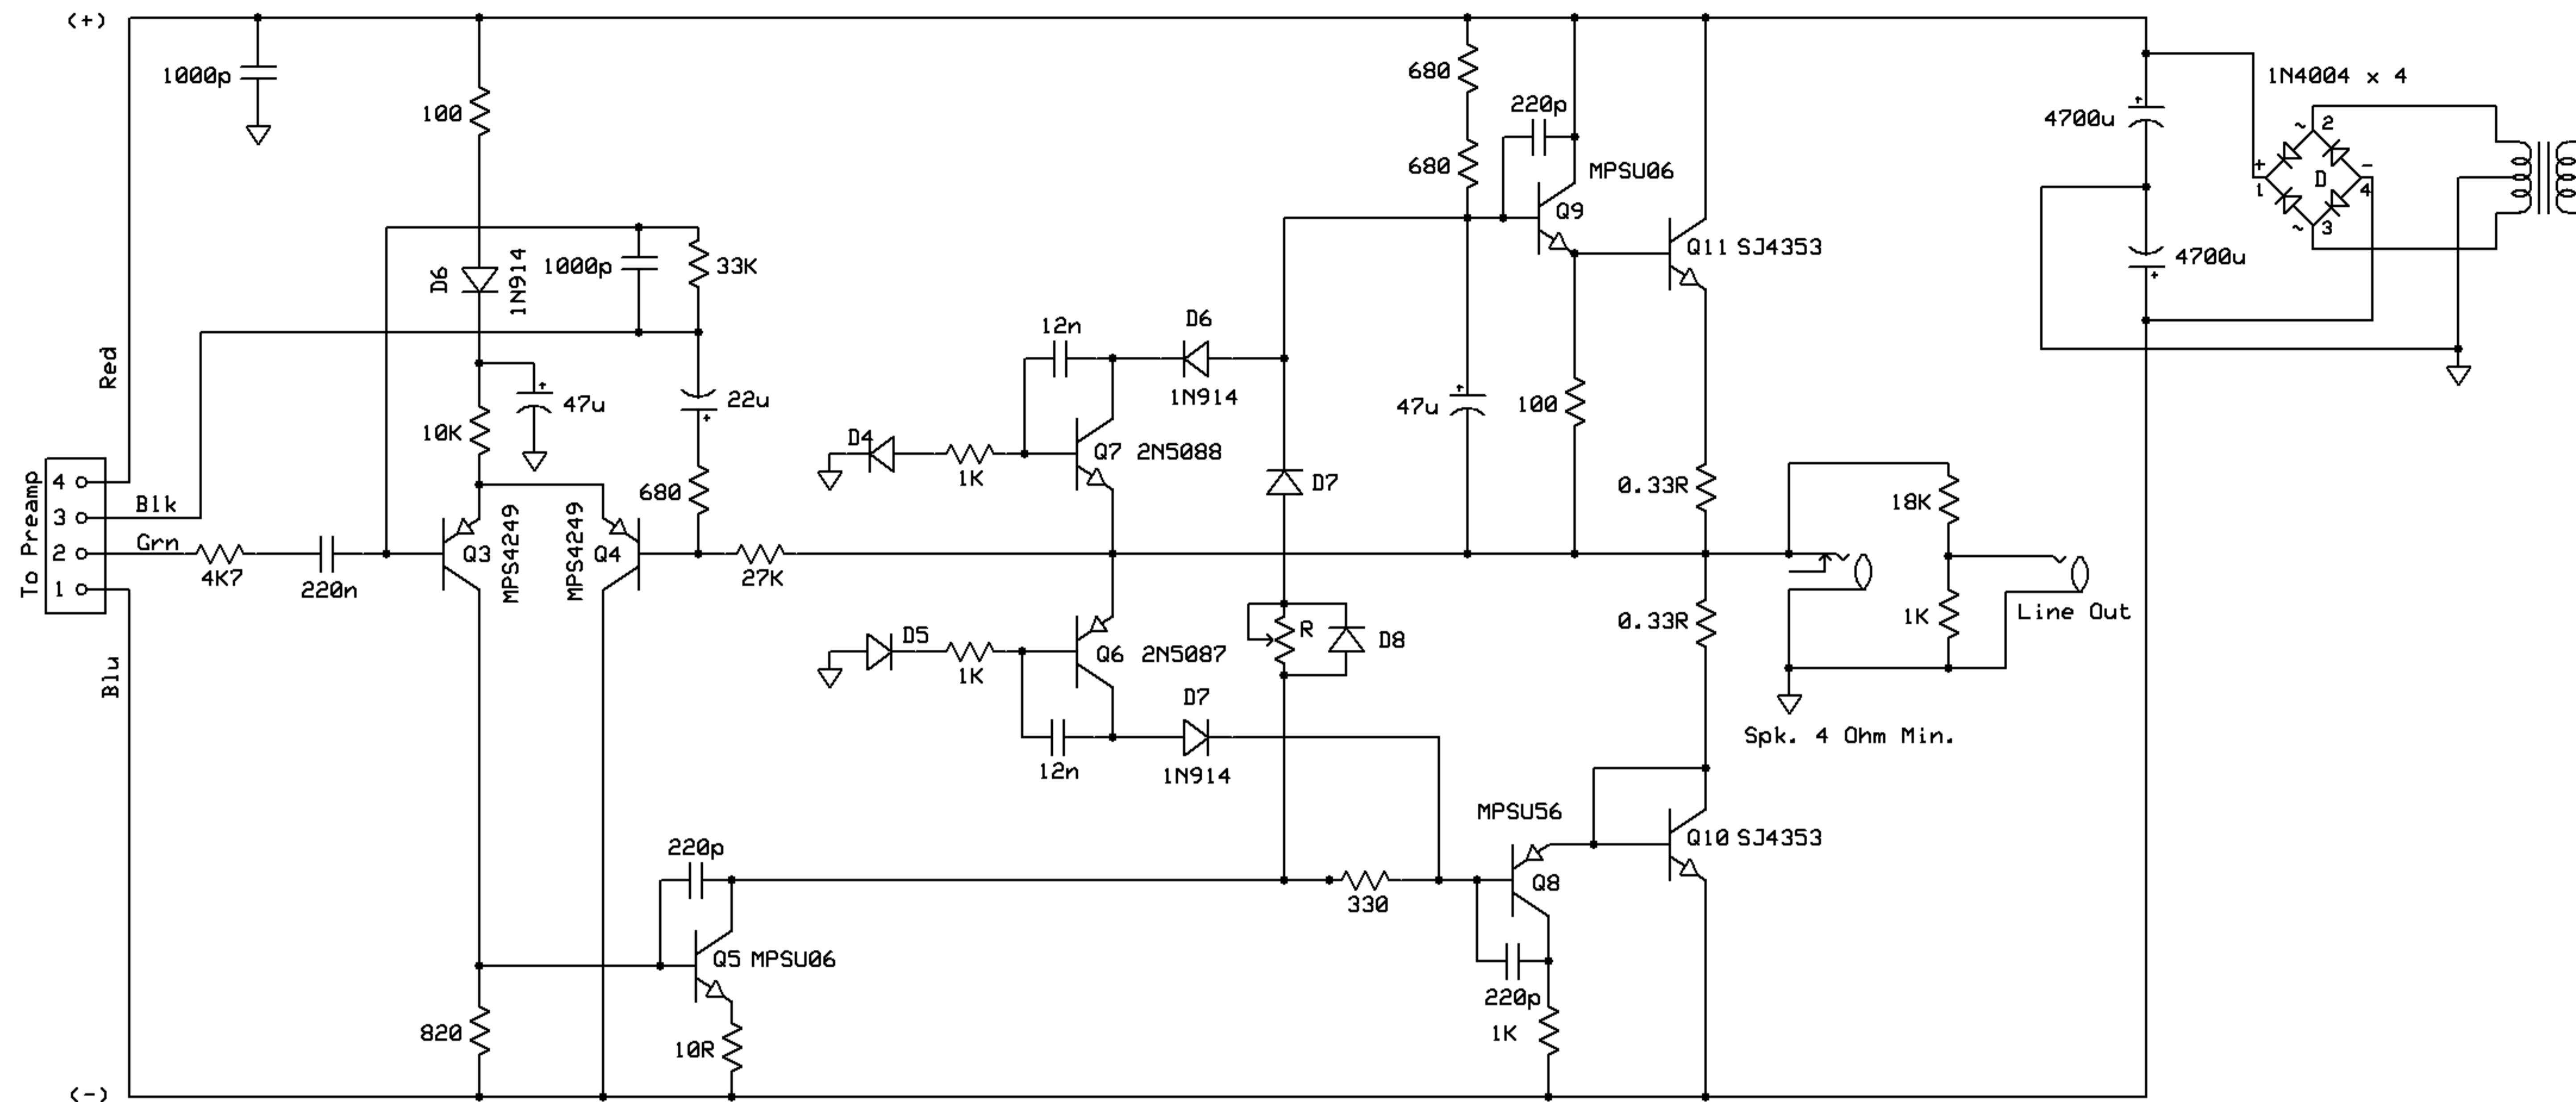 (+)
1000p
100
D6
1N914
1000p
33K
Red
47u
22u
10K
680
To Preamp
4
3
2
1
Blk
Grn
4K7
220n
Q3
MPS4249
MPS4249
Q4
27K
Blu
820
220p
Q5 MPSU06
10R
(-)
12n
D6
1N914
D4
1K
Q7 2N5088
D5
1K
Q6 2N5087
12n
D7
1N914
D7
R
D8
330
680
680
220p
MPSU06
Q9
Q11 SJ4353
47u
100
0.33R
0.33R
MPSU56
Q8
Q10 SJ4353
220p
1K
18K
1K
Line Out
Spk. 4 Ohm Min.
4700u
4700u
1N4004 x 4
~
2
+
1
D
-
4
~
3